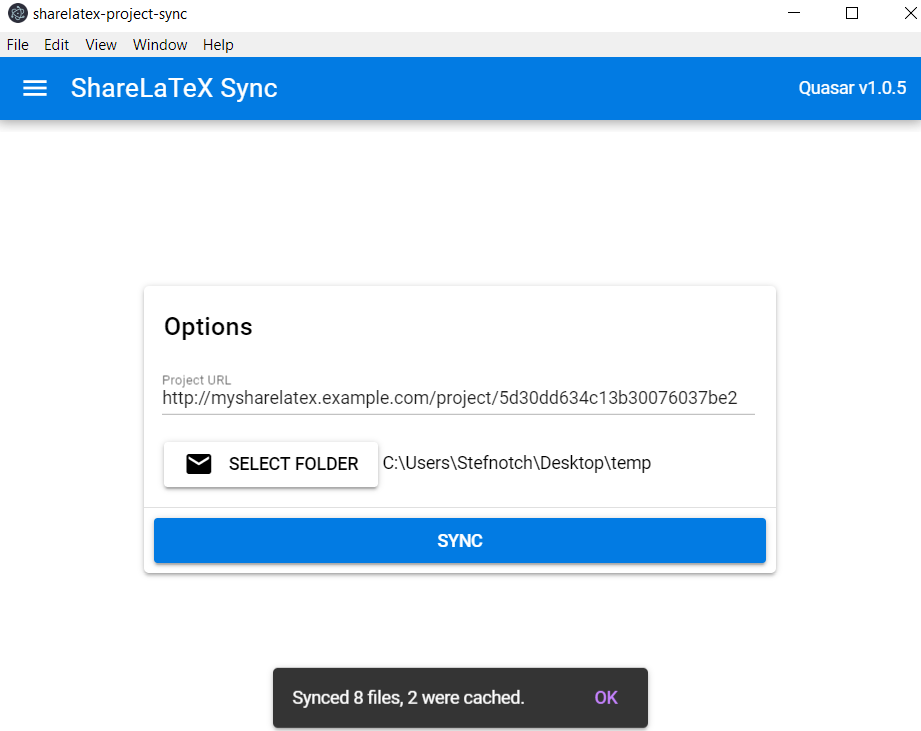 sharelatex-project-sync
File Edit View Window Help
ShareLaTeX Sync Quasar v1.0.5
Options
Project URL
http://mysharelatex.example.com/project/5d30dd634c13b30076037be2
SELECT FOLDER C:\Users\Stefnotch\Desktop\temp
SYNC
Synced 8 files, 2 were cached. OK